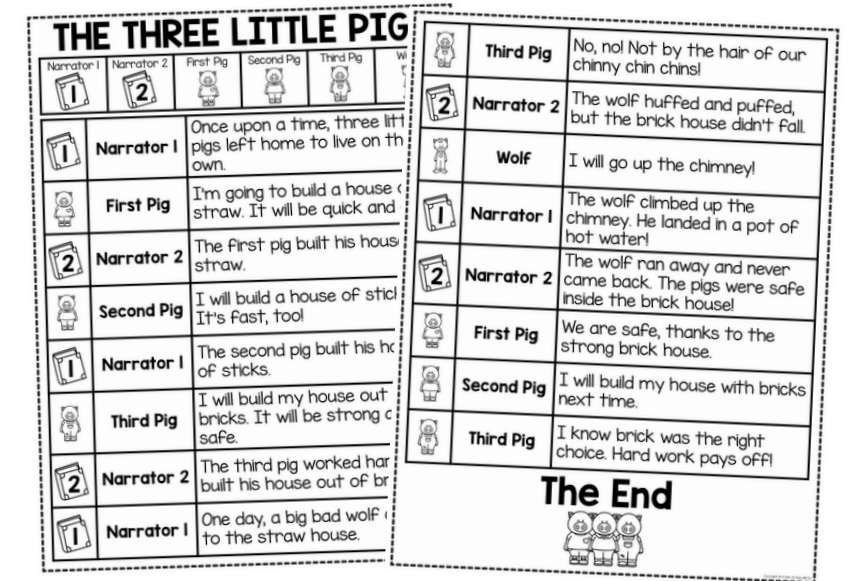 THE THREE LITTLE PIG
Narrator 1 Narrator 2 First Pig Second Pig Third Pig
1 2
1 Narrator 1 Once upon a time, three
pigs left home to live on
own.
First Pig I'm going to build a house
straw. It will be quick and
2 Narrator 2 The first pig built his
straw.
Second Pig I will build a house of
It's fast, too!
1 Narrator 1 The second pig built his
of sticks.
Third Pig I will build my house out
bricks. It will be strong
safe.
2 Narrator 2 The third pig worked
built his house out of
1 Narrator 1 One day, a big bad wolf
to the straw house.
Third Pig No, no! Not by the hair of our
chinny chin chins!
2 Narrator 2 The wolf huffed and puffed,
but the brick house didn't fall.
Wolf I will go up the chimney!
1 Narrator 1 The wolf climbed up the
chimney. He landed in a pot of
hot water!
2 Narrator 2 The wolf ran away and never
came back. The pigs were safe
inside the brick house!
First Pig We are safe, thanks to the
strong brick house.
Second Pig I will build my house with bricks
next time.
Third Pig I know brick was the right
choice. Hard work pays off!
The End